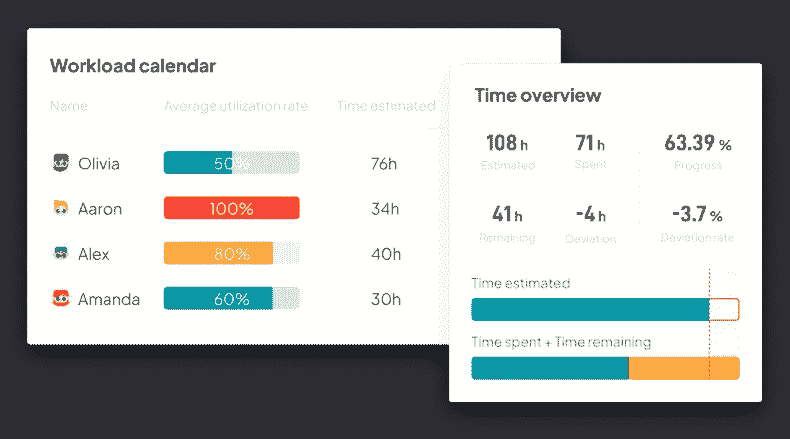 Workload calendar
Name Average utilization rate Time estimated
Olivia 50% 76h
Aaron 100% 34h
Alex 80% 40h
Amanda 60% 30h
Time overview
108 h 71 h 63.39 %
Estimated Spent Progress
41 h -4 h -3.7 %
Remaining Deviation Deviation rate
Time estimated
Time spent + Time remaining